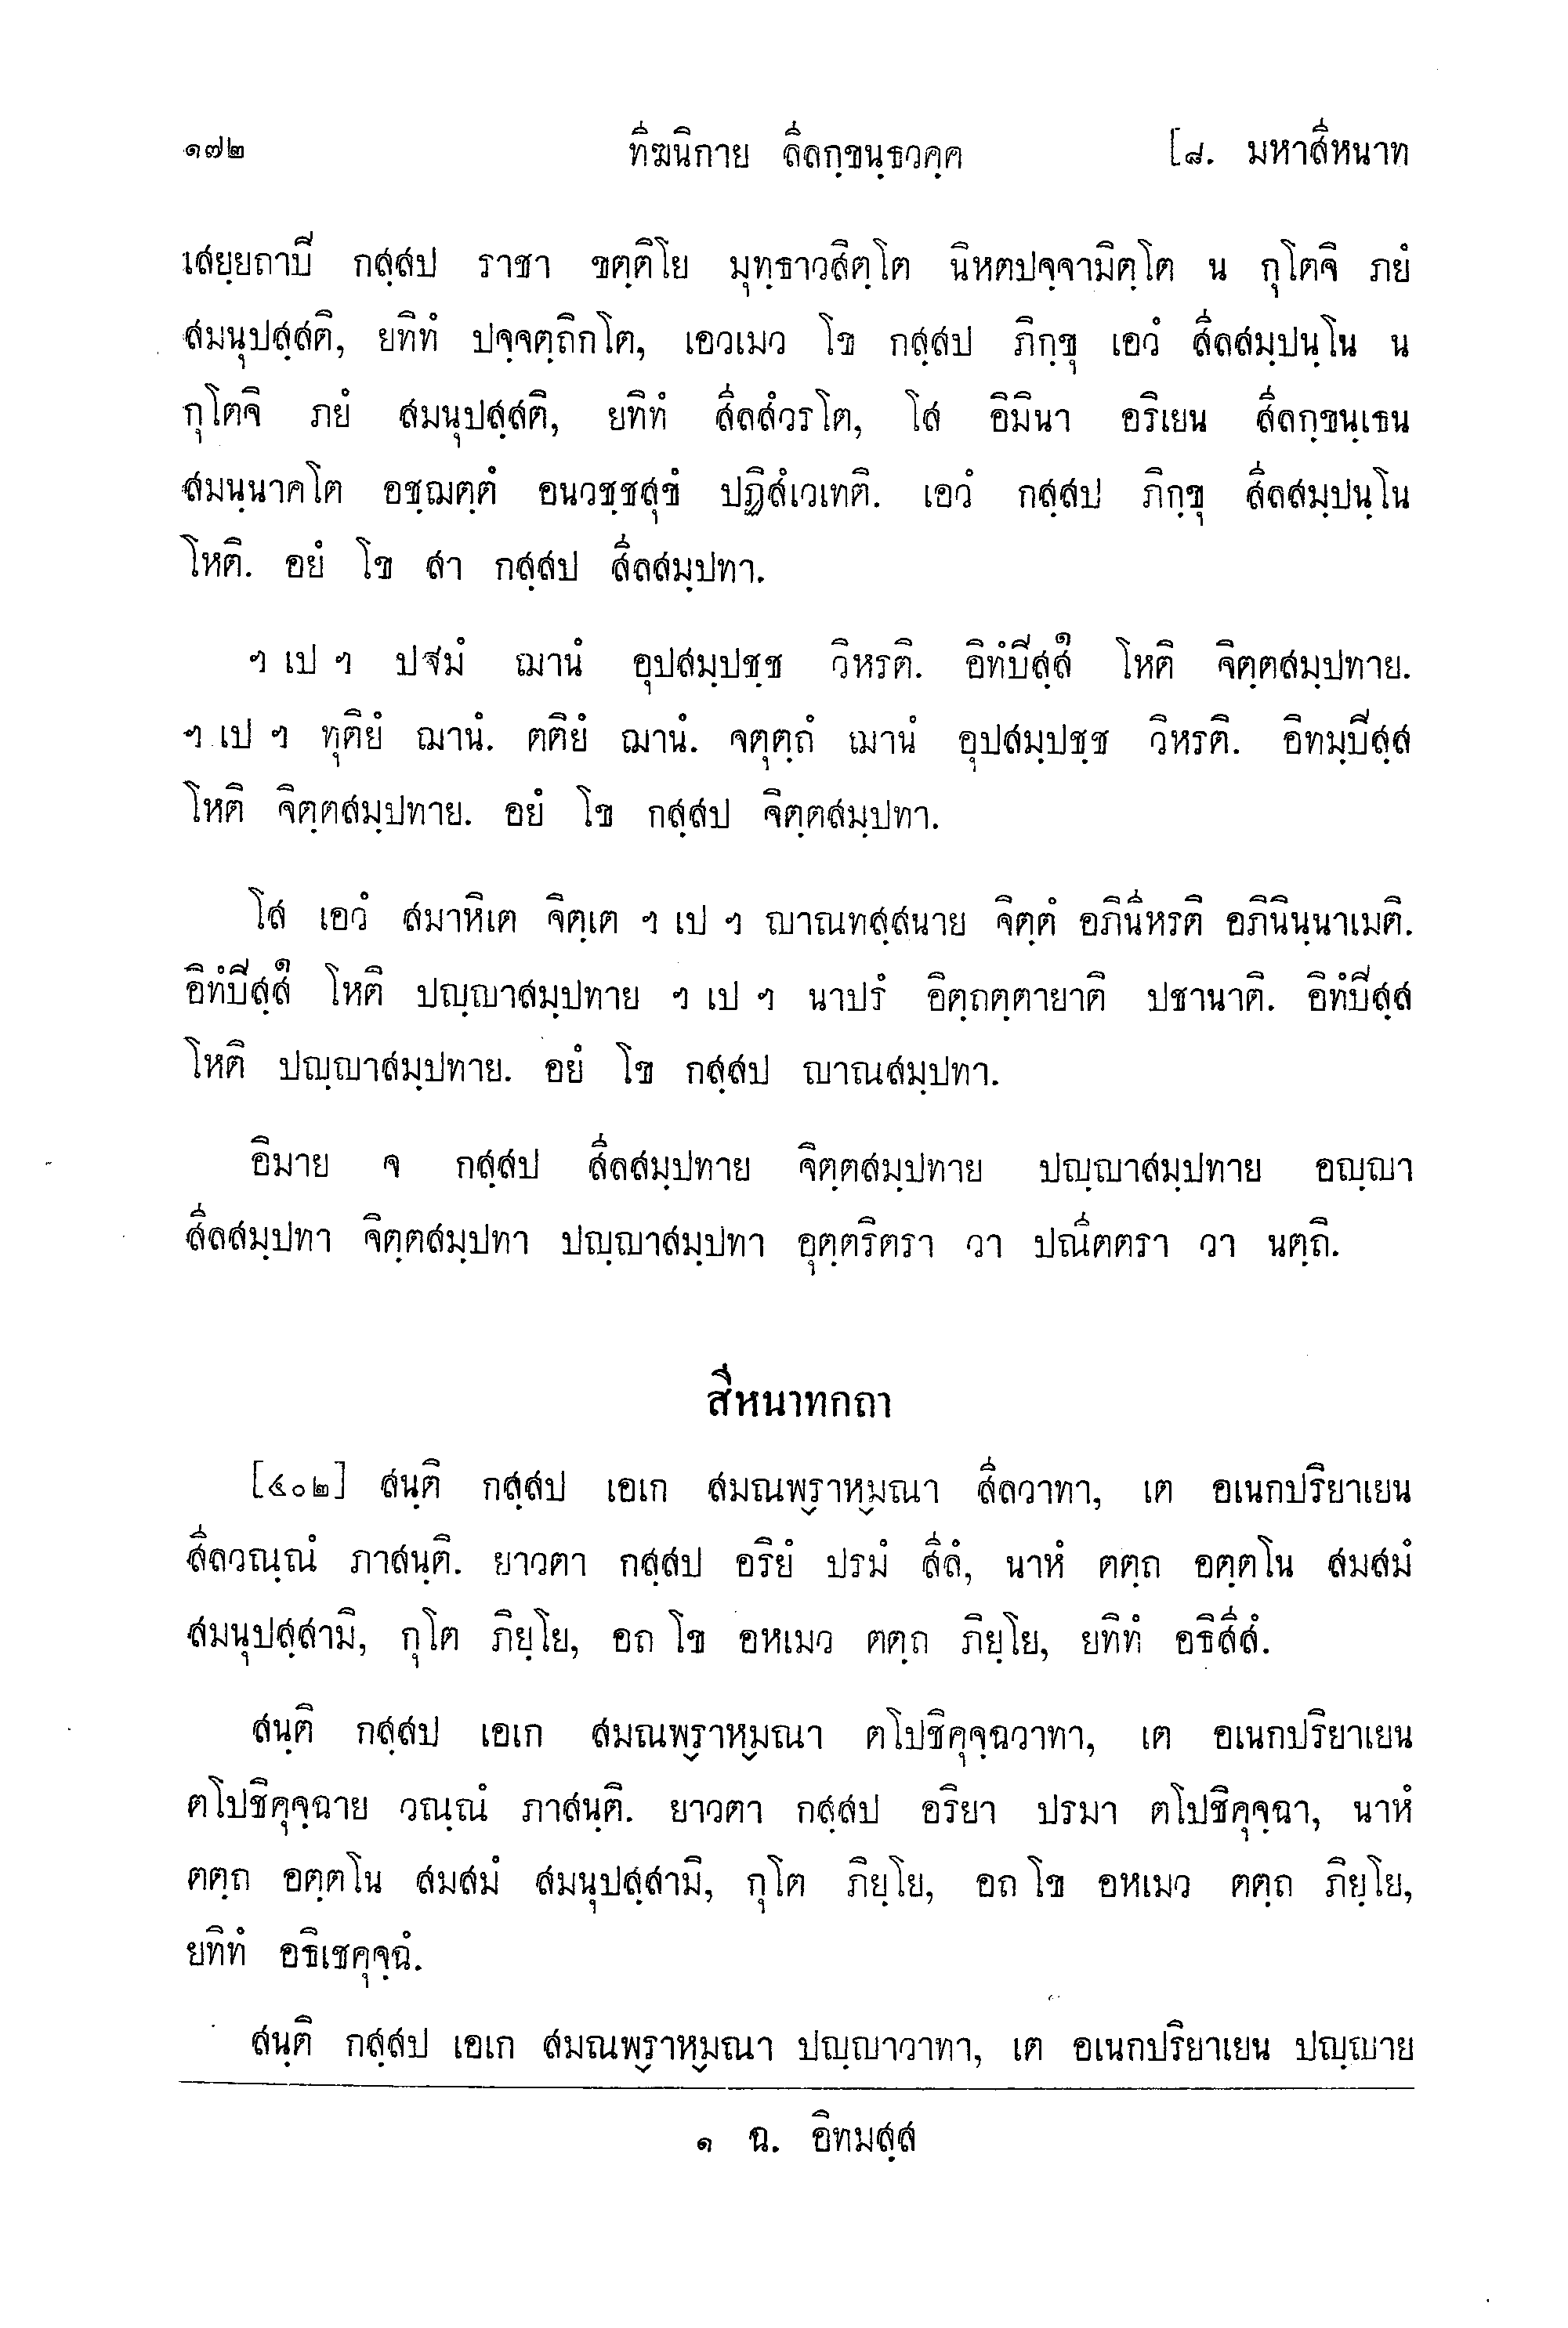 ๑๗๒ ทีฆนิกาย สีลกฺขนฺธวคฺค [๘. มหาสีหนาท
เสยฺยถาปี กสฺสป ราชา ขตฺติโย มุทฺธาวสิตฺโต นิหตปจฺจามิตฺโต น กุโตจิ ภยํ
สมนุปสฺสติ, ยทิทํ ปจฺจตฺถิกโต, เอวเมว โข กสฺสป ภิกฺขุ เอวํ สีลสมฺปนฺโน น
กุโตจิ ภยํ สมนุปสฺสติ, ยทิทํ สีลสํวรโต, โส อิมินา อริเยน สีลกฺขนฺเธน
สมนฺนาคโต อชฺฌตฺตํ อนวชฺชสุขํ ปฏิสํเวเทติ. เอวํ กสฺสป ภิกฺขุ สีลสมฺปนฺโน
โหติ. อยํ โข สา กสฺสป สีลสมฺปทา.
ฯ เป ฯ ปฐมํ ฌานํ อุปสมฺปชฺช วิหรติ. อิทํปีสฺส๑ โหติ จิตฺตสมฺปทาย.
ฯ เป ฯ ทุติยํ ฌานํ. ตติยํ ฌานํ. จตุตฺถํ ฌานํ อุปสมฺปชฺช วิหรติ. อิทมฺปีสฺส
โหติ จิตฺตสมฺปทาย. อยํ โข กสฺสป จิตฺตสมฺปทา.
โส เอวํ สมาหิเต จิตฺเต ฯ เป ฯ ญาณทสฺสนาย จิตฺตํ อภินีหรติ อภินินฺนาเมติ.
อิทํปีสฺส๑ โหติ ปญฺญาสมฺปทาย ฯ เป ฯ นาปรํ อิตฺถตฺตายาติ ปชานาติ. อิทํปีสฺส
โหติ ปญฺญาสมฺปทาย. อยํ โข กสฺสป ญาณสมฺปทา.
อิมาย จ กสฺสป สีลสมฺปทาย จิตฺตสมฺปทาย ปญฺญาสมฺปทาย อญฺญา
สีลสมฺปทา จิตฺตสมฺปทา ปญฺญาสมฺปทา อุตฺตริตรา วา ปณีตตรา วา นตฺถิ.
สีหนาทกถา
[๔๐๒] สนฺติ กสฺสป เอเก สมณพฺราหฺมณา สีลวาทา, เต อเนกปริยาเยน
สีลวณฺณํ ภาสนฺติ. ยาวตา กสฺสป อริยํ ปรมํ สีลํ, นาหํ ตตฺถ อตฺตโน สมสมํ
สมนุปสฺสามิ, กุโต ภิยฺโย, อถ โข อหเมว ตตฺถ ภิยฺโย, ยทิทํ อธิสีลํ.
สนฺติ กสฺสป เอเก สมณพฺราหฺมณา ตโปชิคุจฺฉวาทา, เต อเนกปริยาเยน
ตโปชิคุจฺฉาย วณฺณํ ภาสนฺติ. ยาวตา กสฺสป อริยา ปรมา ตโปชิคุจฺฉา, นาหํ
ตตฺถ อตฺตโน สมสมํ สมนุปสฺสามิ, กุโต ภิยฺโย, อถ โข อหเมว ตตฺถ ภิยฺโย,
ยทิทํ อธิเชคุจฺฉํ.
สนฺติ กสฺสป เอเก สมณพฺราหฺมณา ปญฺญาวาทา, เต อเนกปริยาเยน ปญฺญาย
๑ ฉ. อิทมสฺส